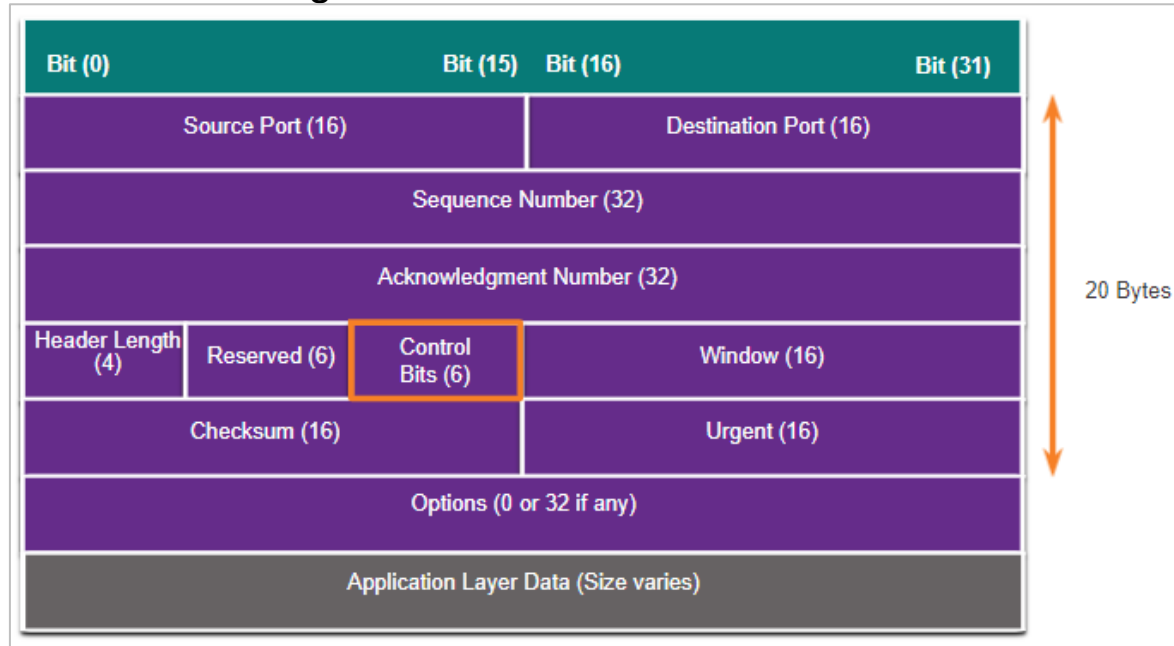 Bit (0) Bit (15) Bit (16) Bit (31)
Source Port (16) Destination Port (16)
Sequence Number (32)
Acknowledgment Number (32)
20 Bytes
Header Length
(4)
Reserved (6)
Control
Bits (6)
Window (16)
Checksum (16) Urgent (16)
Options (0 or 32 if any)
Application Layer Data (Size varies)